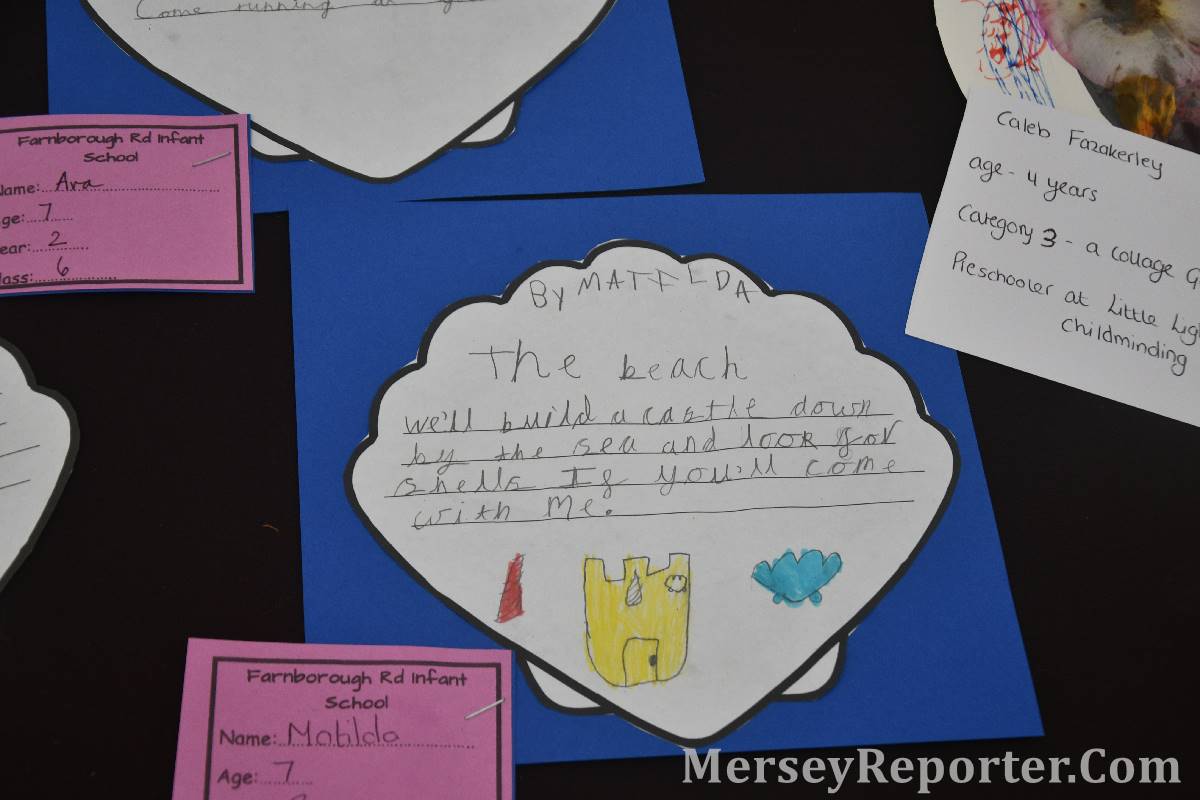 Come running
Farnborough Rd Infant
School
Name: Ava
Age: 7
Year: 2
Class: 6
Caleb Fazakerley
age - 4 years
Category 3 - a collage
Preschooler at Little
childminding
By MATILDA
The beach
we'll build a castle down
by the sea and look for
shells If you'll come
with me.
Farnborough Rd Infant
School
Name: Matilda
Age: 7
MerseyReporter.Com